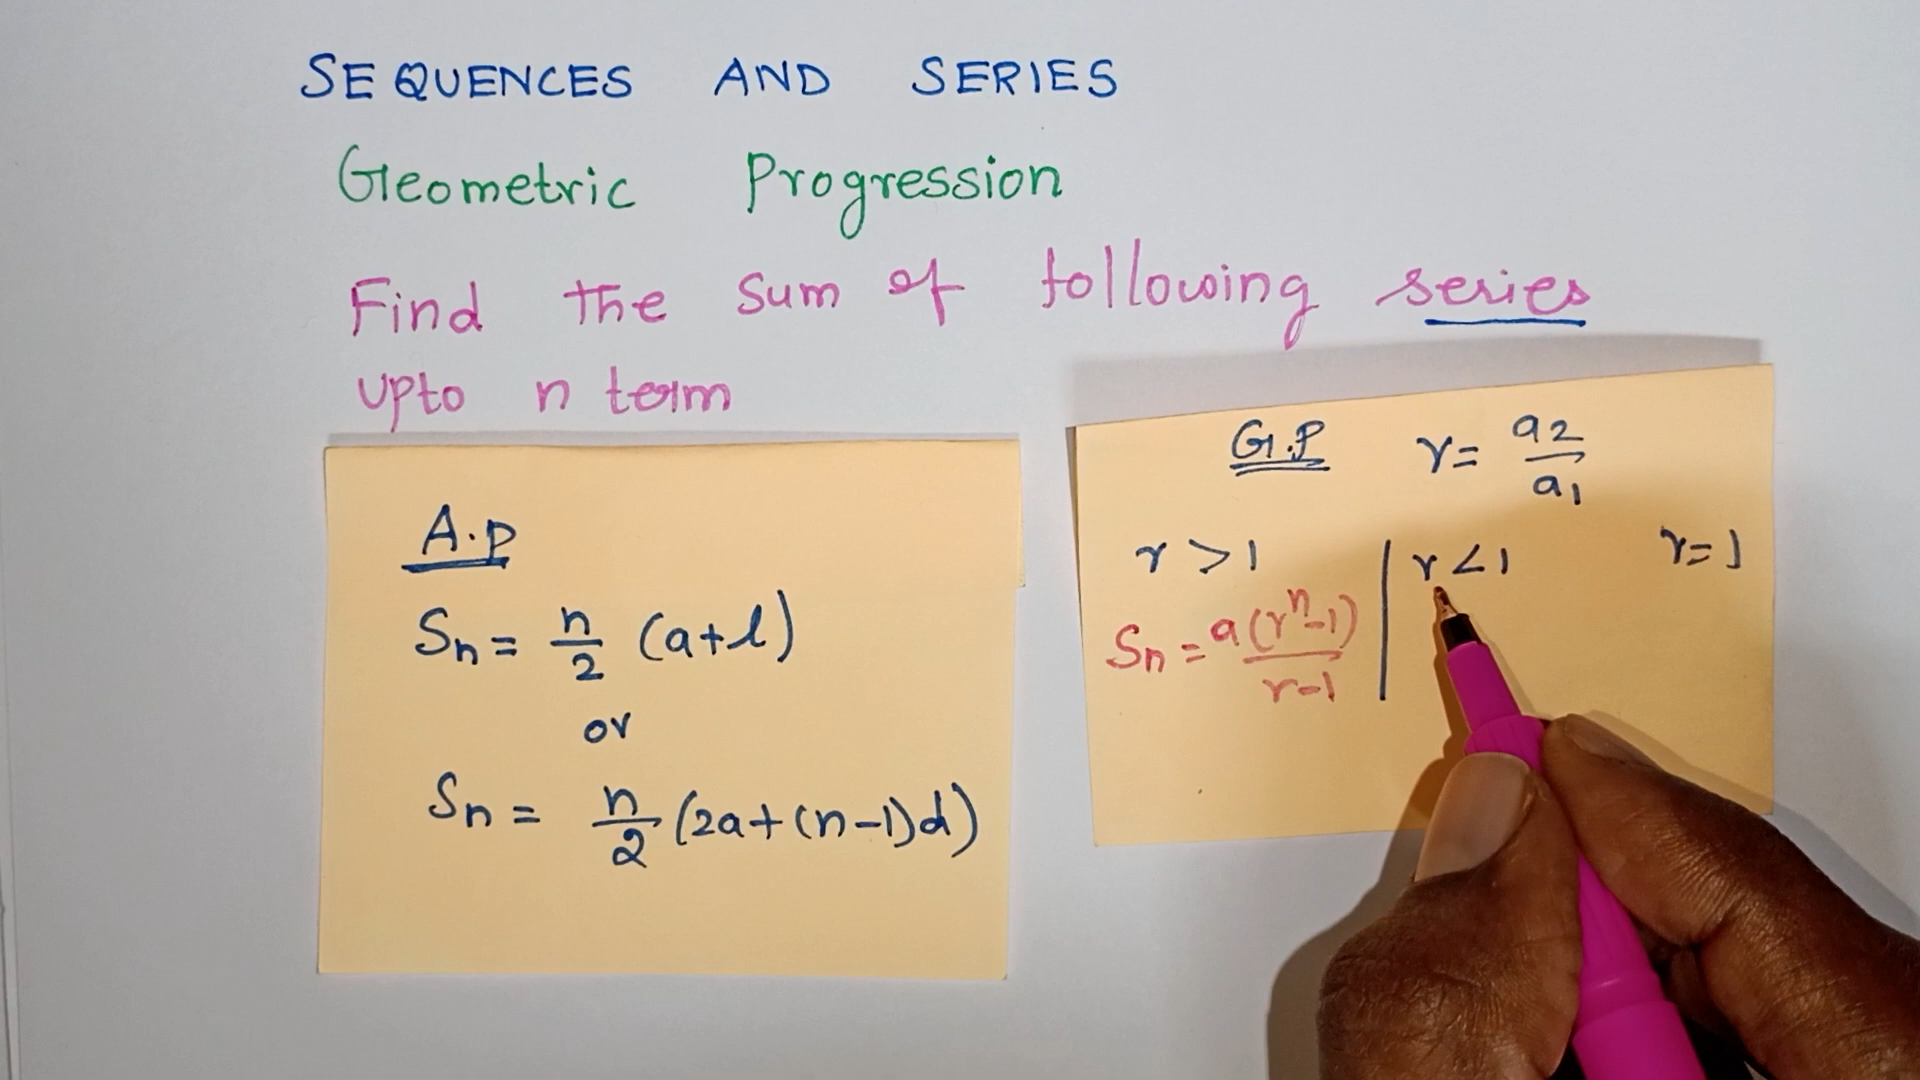 SEQUENCES AND SERIES
Geometric Progression
Find the sum of following series
upto n term
A.P
Sn = n/2 (a+l)
or
Sn = n/2 (2a+(n-1)d)
G.P r = a2/a1
r > 1 | r < 1 r = 1
Sn = a(r^n-1)/r-1